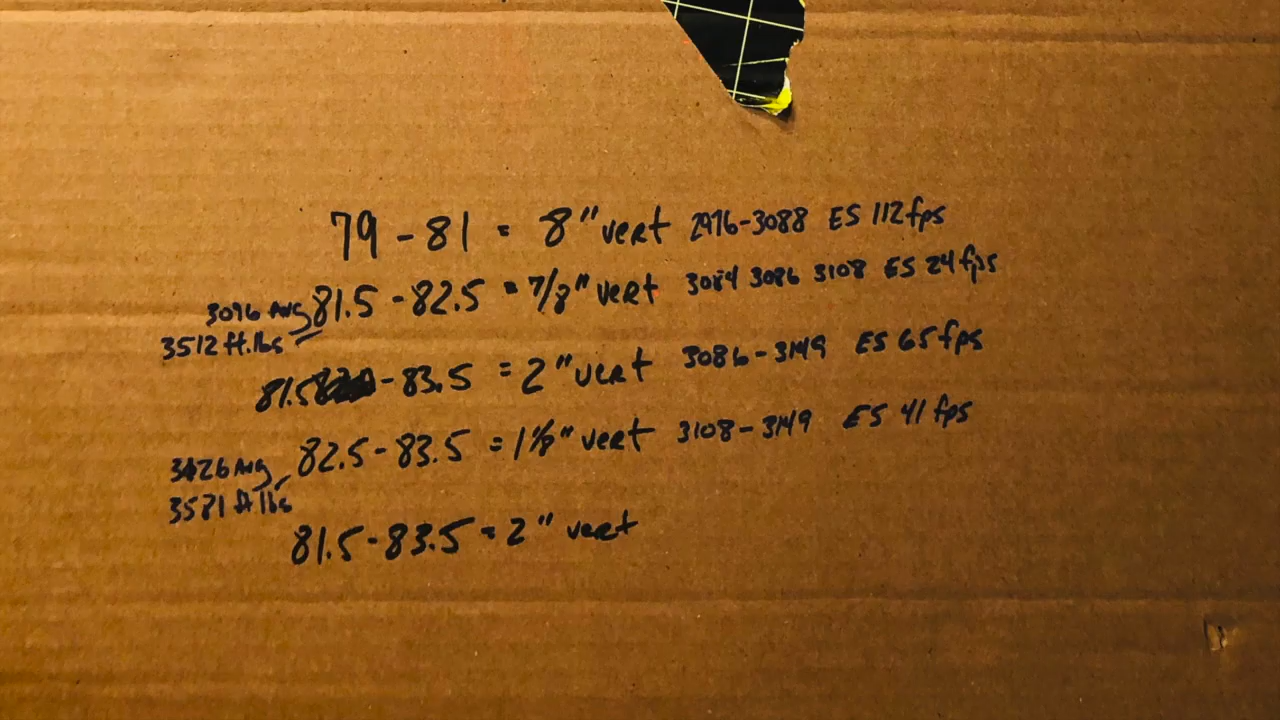 79 - 81 = 8" vert 2976-3088 ES 112 fps
81.5 - 82.5 = 7/8" vert 3084 3086 3108 ES 24 fps
3096 Avg
3512 ft.lbs
81.5 - 83.5 = 2" vert 3086-3149 ES 65 fps
82.5 - 83.5 = 1 1/8" vert 3108-3149 ES 41 fps
3126 Avg
3581 ft lbs
81.5 - 83.5 = 2" vert